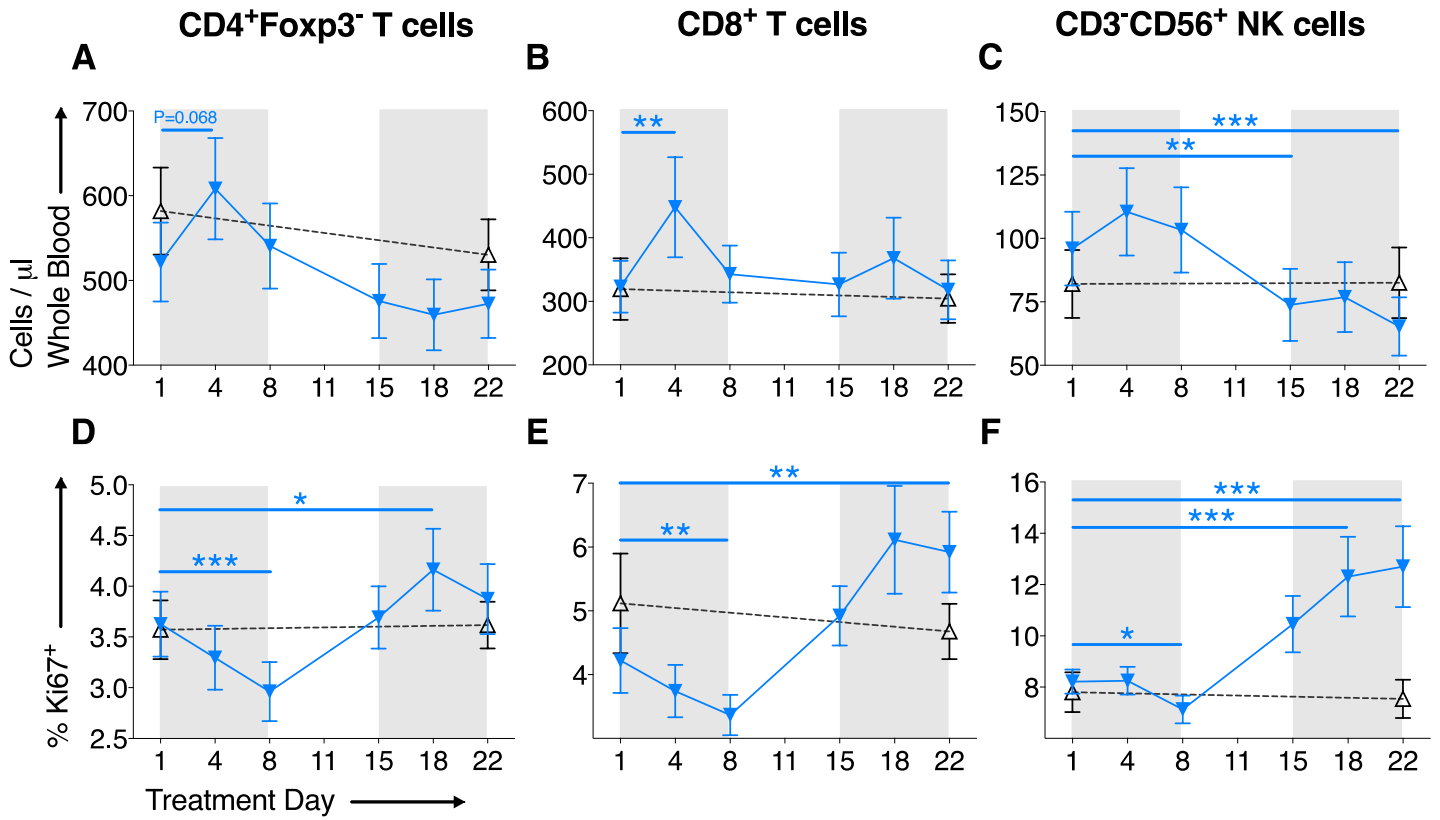 CD4⁺Foxp3⁻ T cells
CD8⁺ T cells
CD3⁻CD56⁺ NK cells
A
B
C
Cells / µl
Whole Blood
700
600
500
400
P=0.068
1 4 8 11 15 18 22
600
500
400
300
200
**
1 4 8 11 15 18 22
150
125
100
75
50
***
**
1 4 8 11 15 18 22
D
E
F
% Ki67⁺
5.0
4.5
4.0
3.5
3.0
2.5
*
***
1 4 8 11 15 18 22
7
6
5
4
**
**
1 4 8 11 15 18 22
16
14
12
10
8
***
***
*
1 4 8 11 15 18 22
Treatment Day